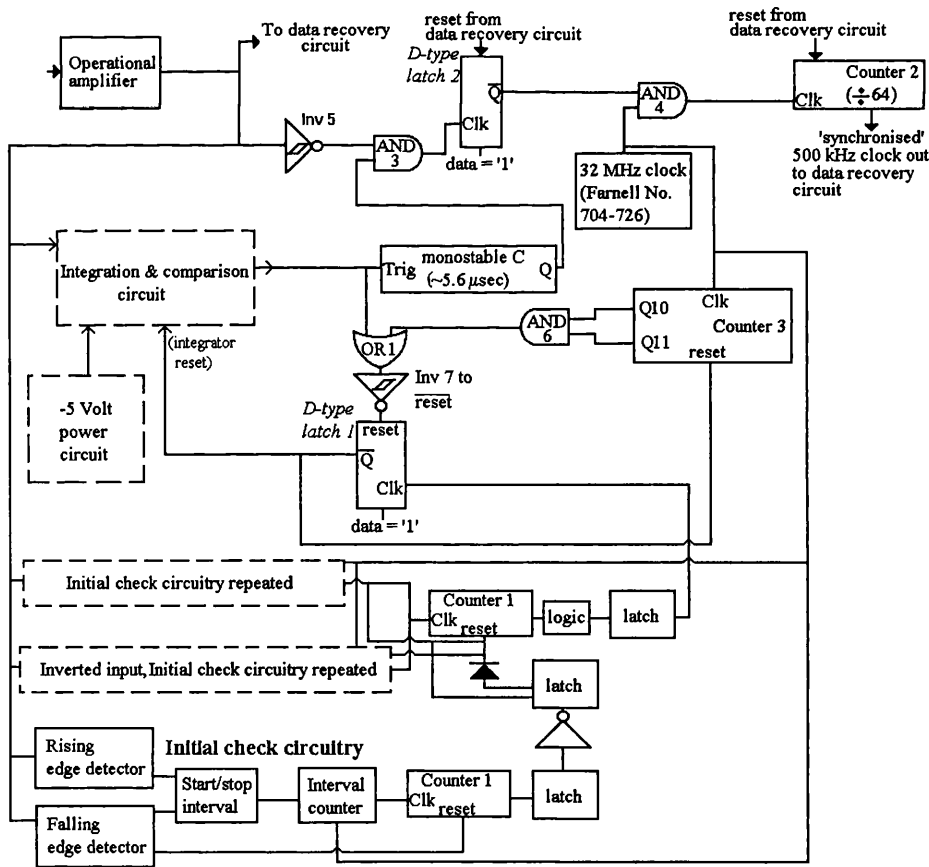 To data recovery
circuit
Operational
amplifier
reset from
data recovery circuit
D-type
latch 2
Q
Clk
data = '1'
reset from
data recovery circuit
Counter 2
(÷64)
Clk
AND
4
'synchronised'
500 kHz clock out
to data recovery
circuit
Inv 5
AND
3
32 MHz clock
(Farnell No.
704-726)
Integration & comparison
circuit
Trig
monostable C
(~5.6 µsec)
Q
Clk
Q10
Counter 3
Q11
reset
AND
6
(integrator
reset)
OR1
Inv 7 to
reset
-5 Volt
power
circuit
D-type
latch 1
reset
Q
Clk
data = '1'
Initial check circuitry repeated
Counter 1
Clk
reset
logic
latch
Inverted input, Initial check circuitry repeated
latch
Initial check circuitry
Rising
edge detector
Start/stop
interval
Interval
counter
Counter 1
Clk
reset
latch
Falling
edge detector